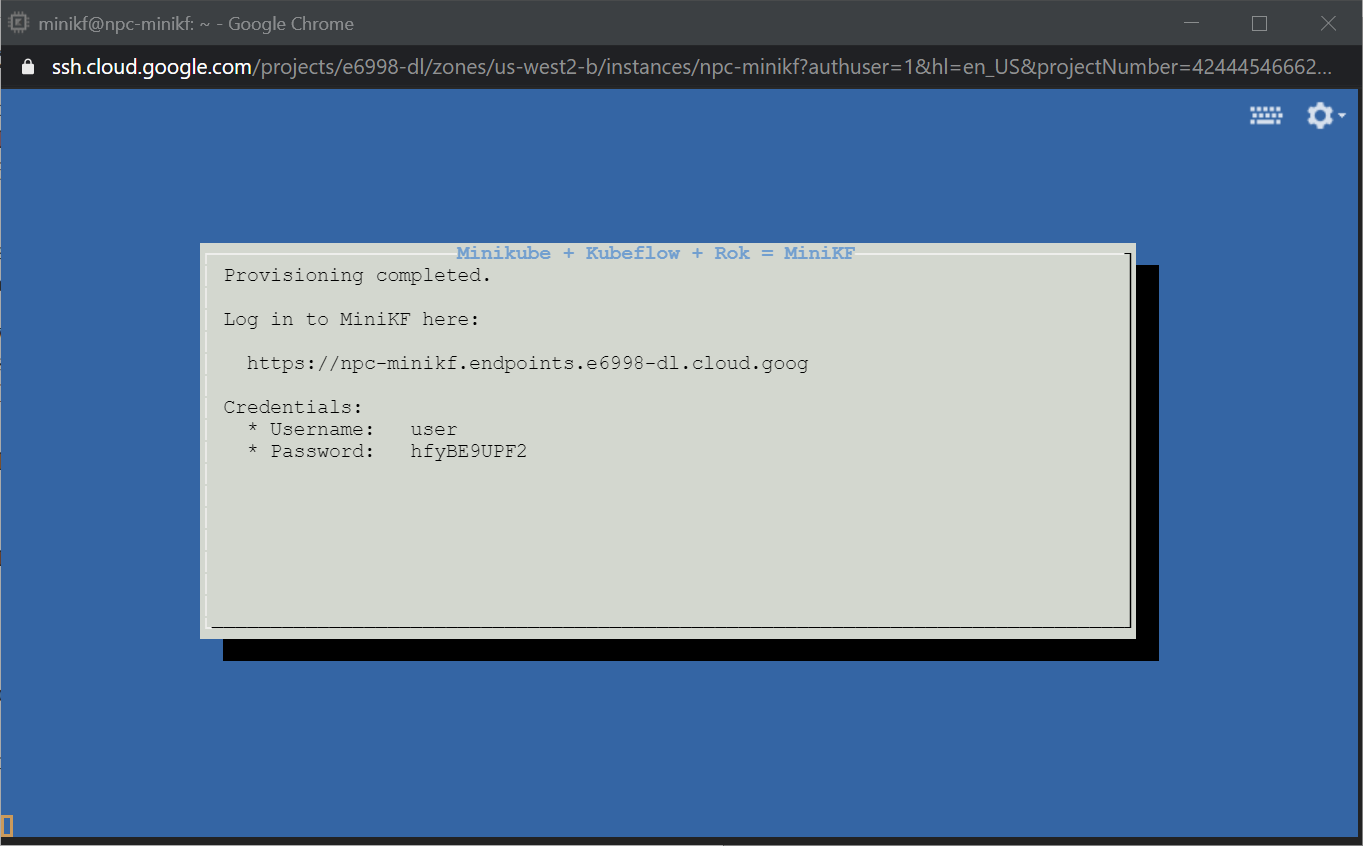 minikf@npc-minikf: ~ - Google Chrome
ssh.cloud.google.com/projects/e6998-dl/zones/us-west2-b/instances/npc-minikf?authuser=1&hl=en_US&projectNumber=42444546662...
Minikube + Kubeflow + Rok = MiniKF
Provisioning completed.
Log in to MiniKF here:
https://npc-minikf.endpoints.e6998-dl.cloud.goog
Credentials:
* Username: user
* Password: hfyBE9UPF2